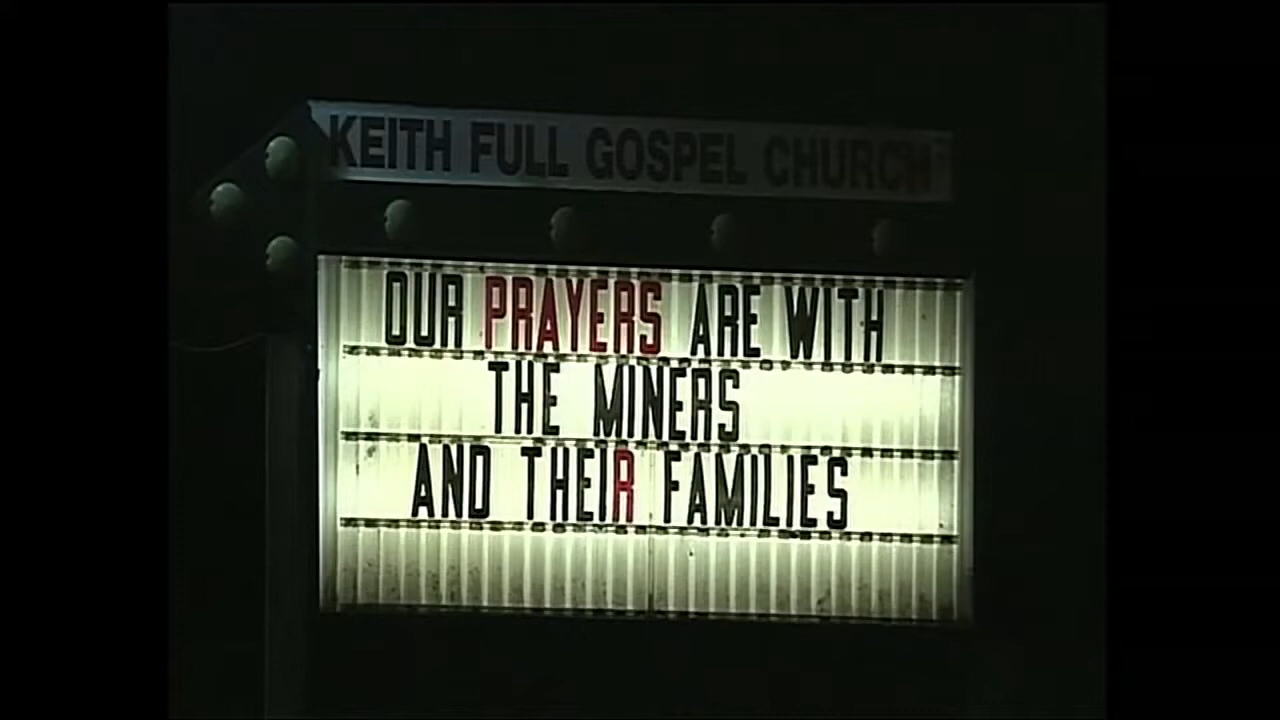 KEITH FULL GOSPEL CHURCH
OUR PRAYERS ARE WITH
THE MINERS
AND THEIR FAMILIES